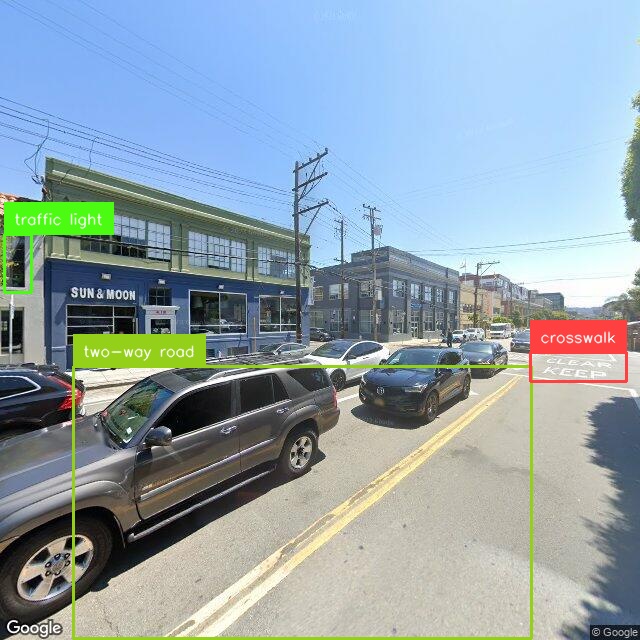 traffic light
SUN & MOON
two-way road
crosswalk
CLEAR
KEEP
Google
© Google